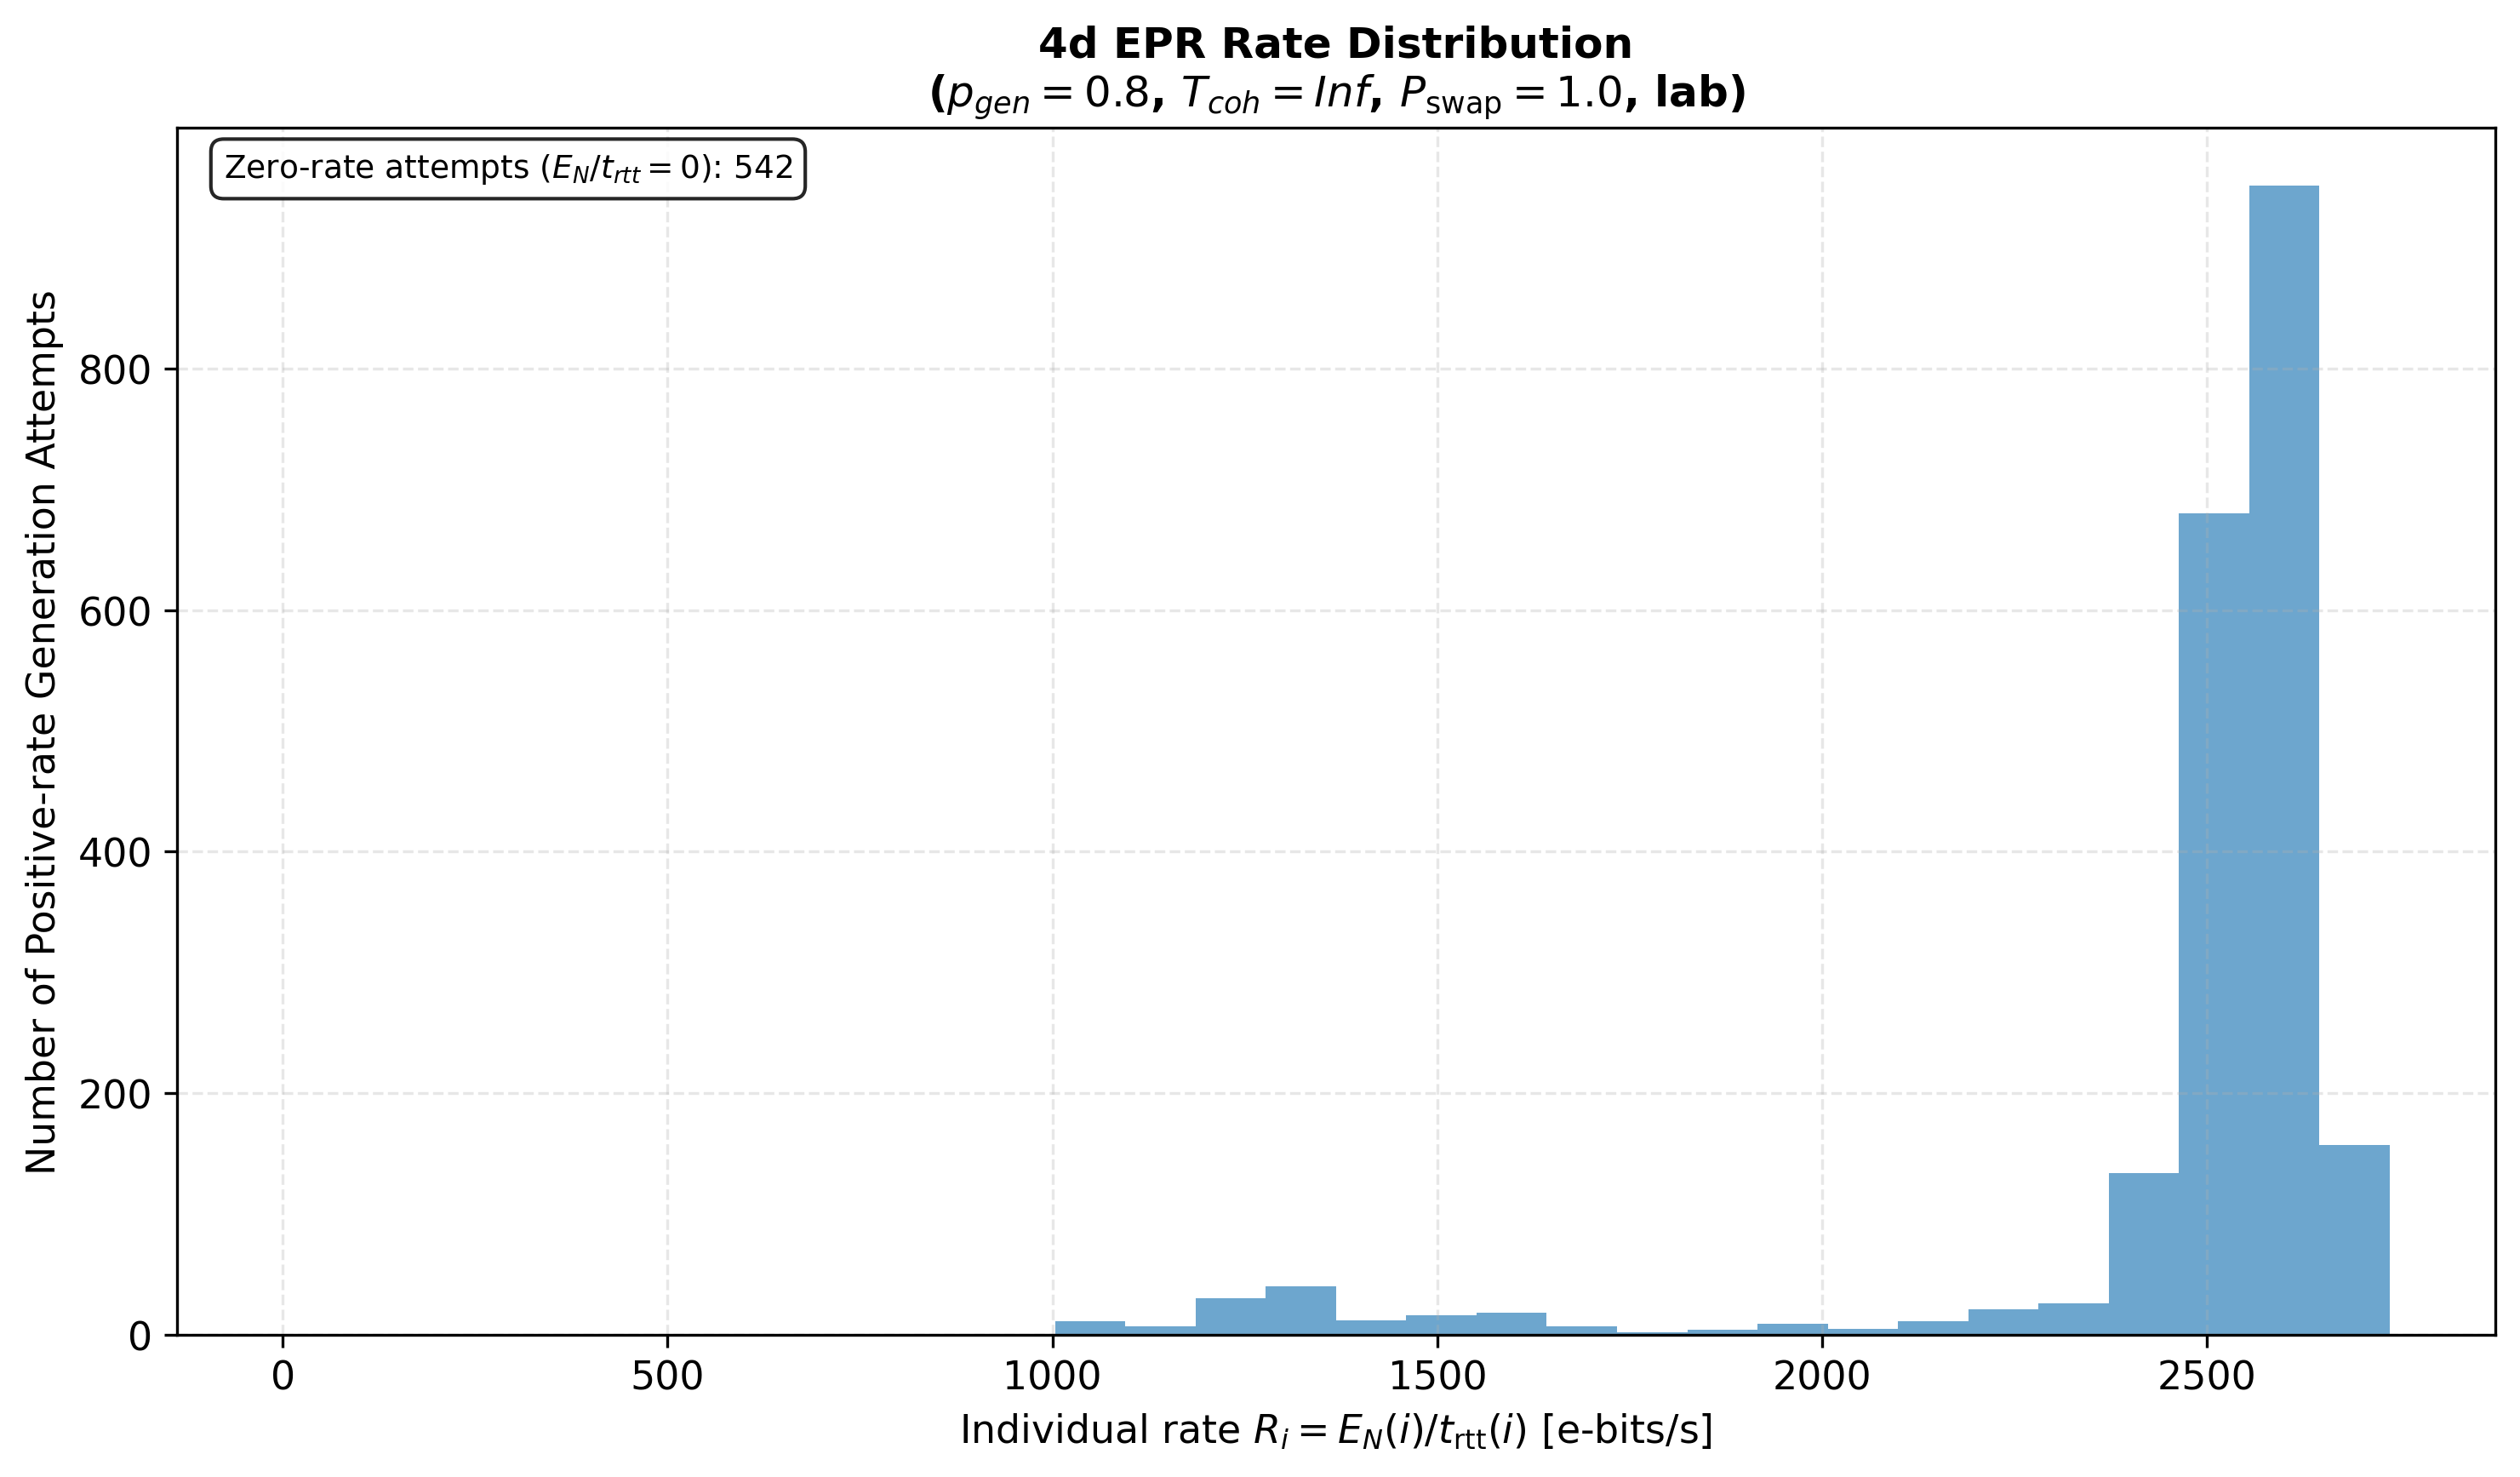 4d EPR Rate Distribution
(p_gen = 0.8, T_coh = Inf, P_swap = 1.0, lab)
Zero-rate attempts (E_N/t_rtt = 0): 542
Number of Positive-rate Generation Attempts
800
600
400
200
0
0 500 1000 1500 2000 2500
Individual rate R_i = E_N(i)/t_rtt(i) [e-bits/s]